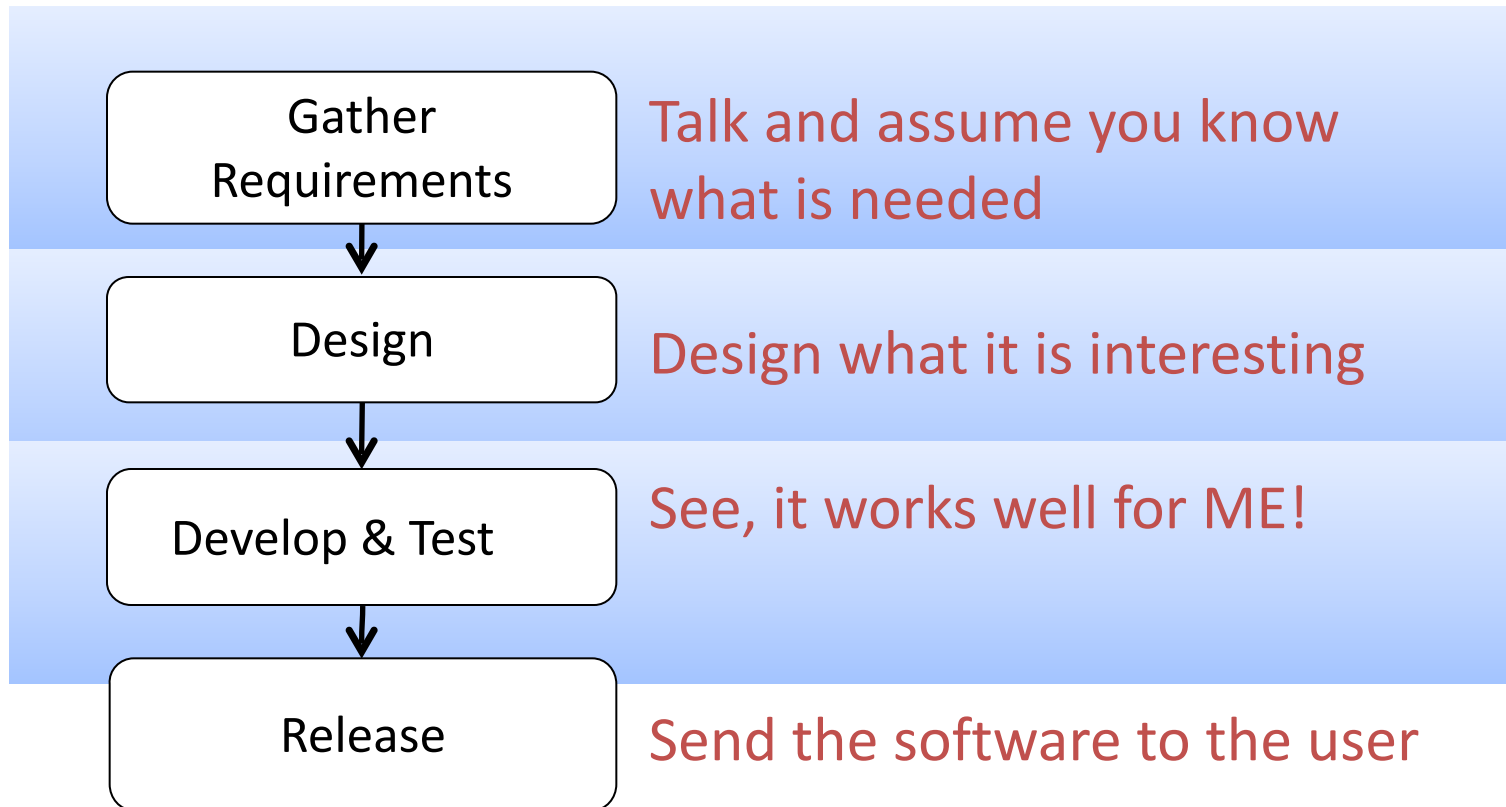 Gather
Requirements
Talk and assume you know
what is needed
Design
Design what it is interesting
Develop & Test
See, it works well for ME!
Release
Send the software to the user